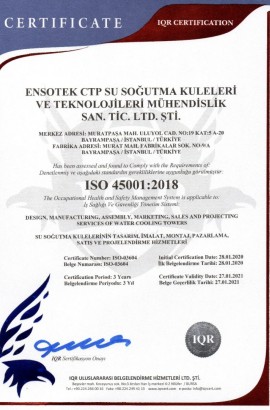 CERTIFICATE
IQR CERTIFICATION
ENSOTEK CTP SU SOĞUTMA KULELERİ
VE TEKNOLOJİLERİ MÜHENDİSLİK
SAN. TİC. LTD. ŞTİ.
MERKEZ ADRESİ: MURATPAŞA MAH. ULUYOL CAD. NO:19 KAT:5 A-20
BAYRAMPAŞA / İSTANBUL / TÜRKİYE
FABRİKA ADRESİ: MURAT MAH. FABRİKALAR SOK. NO:9/A
BAYRAMPAŞA / İSTANBUL / TÜRKİYE
Has been assessed and found to Comply with the Requirements of
Denetlenmiş ve aşağıdaki standardın gerekliliklerine uygunluğu görülmüştür
ISO 45001:2018
The Occupational Health and Safety Management System is applicable to:
İş Sağlığı Ve Güvenliği Yönetim Sistemi
DESIGN, MANUFACTURING, ASSEMBLY, MARKETING, SALES AND PROJECTING
SERVICES OF WATER COOLING TOWERS
SU SOĞUTMA KULELERİNİN TASARIM, İMALAT, MONTAJ, PAZARLAMA,
SATIŞ VE PROJELENDİRME HİZMETLERİ
Certificate Number: ISO-03604
Initial Certification Date: 28.01.2020
Belge Numarası: ISO-03604
İlk Belgelendirme Tarihi: 28.01.2020
Certification Period: 3 Years
Certificate Validity Date: 27.01.2021
Belgelendirme Periyodu: 3 Yıl
Belge Geçerlilik Tarihi: 27.01.2021
IQR Sertifikasyon Onayı
IQR
IQR ULUSLARARASI BELGELENDİRME HİZMETLERİ LTD. ŞTİ.